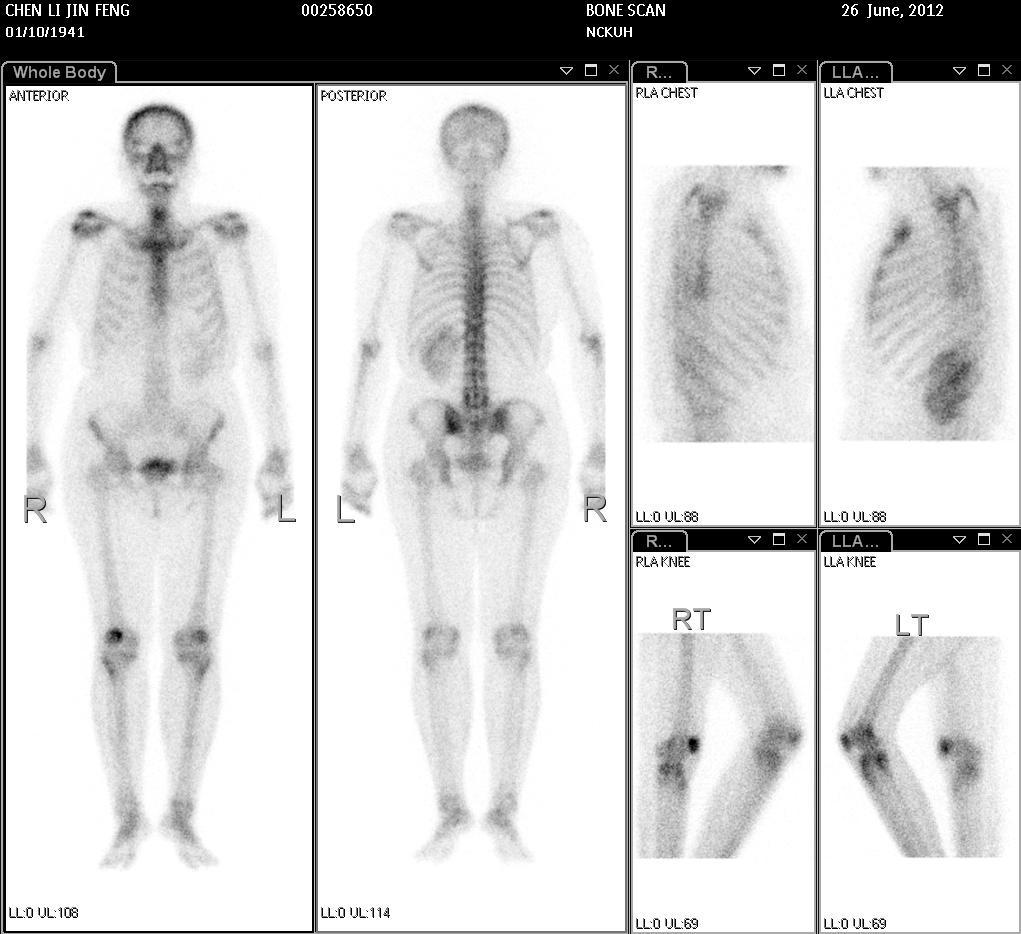 CHEN LI JIN FENG 00258650 BONE SCAN 26 June, 2012
01/10/1941 NCKUH
Whole Body
ANTERIOR
POSTERIOR
R
L
L
R
LL:0 UL:108
LL:0 UL:114
R...
RLA CHEST
LL:0 UL:88
LLA...
LLA CHEST
LL:0 UL:88
R...
RLA KNEE
RT
LL:0 UL:69
LLA...
LLA KNEE
LT
LL:0 UL:69